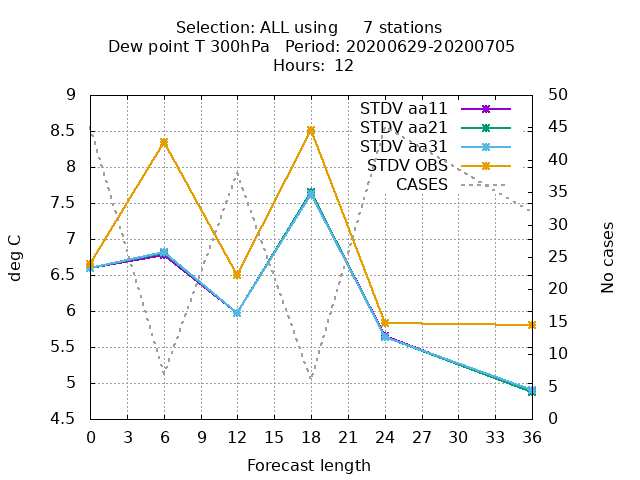 Selection: ALL using     7 stations
Dew point T 300hPa   Period: 20200629-20200705
Hours: 12
9
8.5
8
7.5
7
6.5
6
5.5
5
4.5
deg C
STDV aa11
STDV aa21
STDV aa31
STDV OBS
CASES
50
45
40
35
30
25
20
15
10
5
0
No cases
0 3 6 9 12 15 18 21 24 27 30 33 36
Forecast length